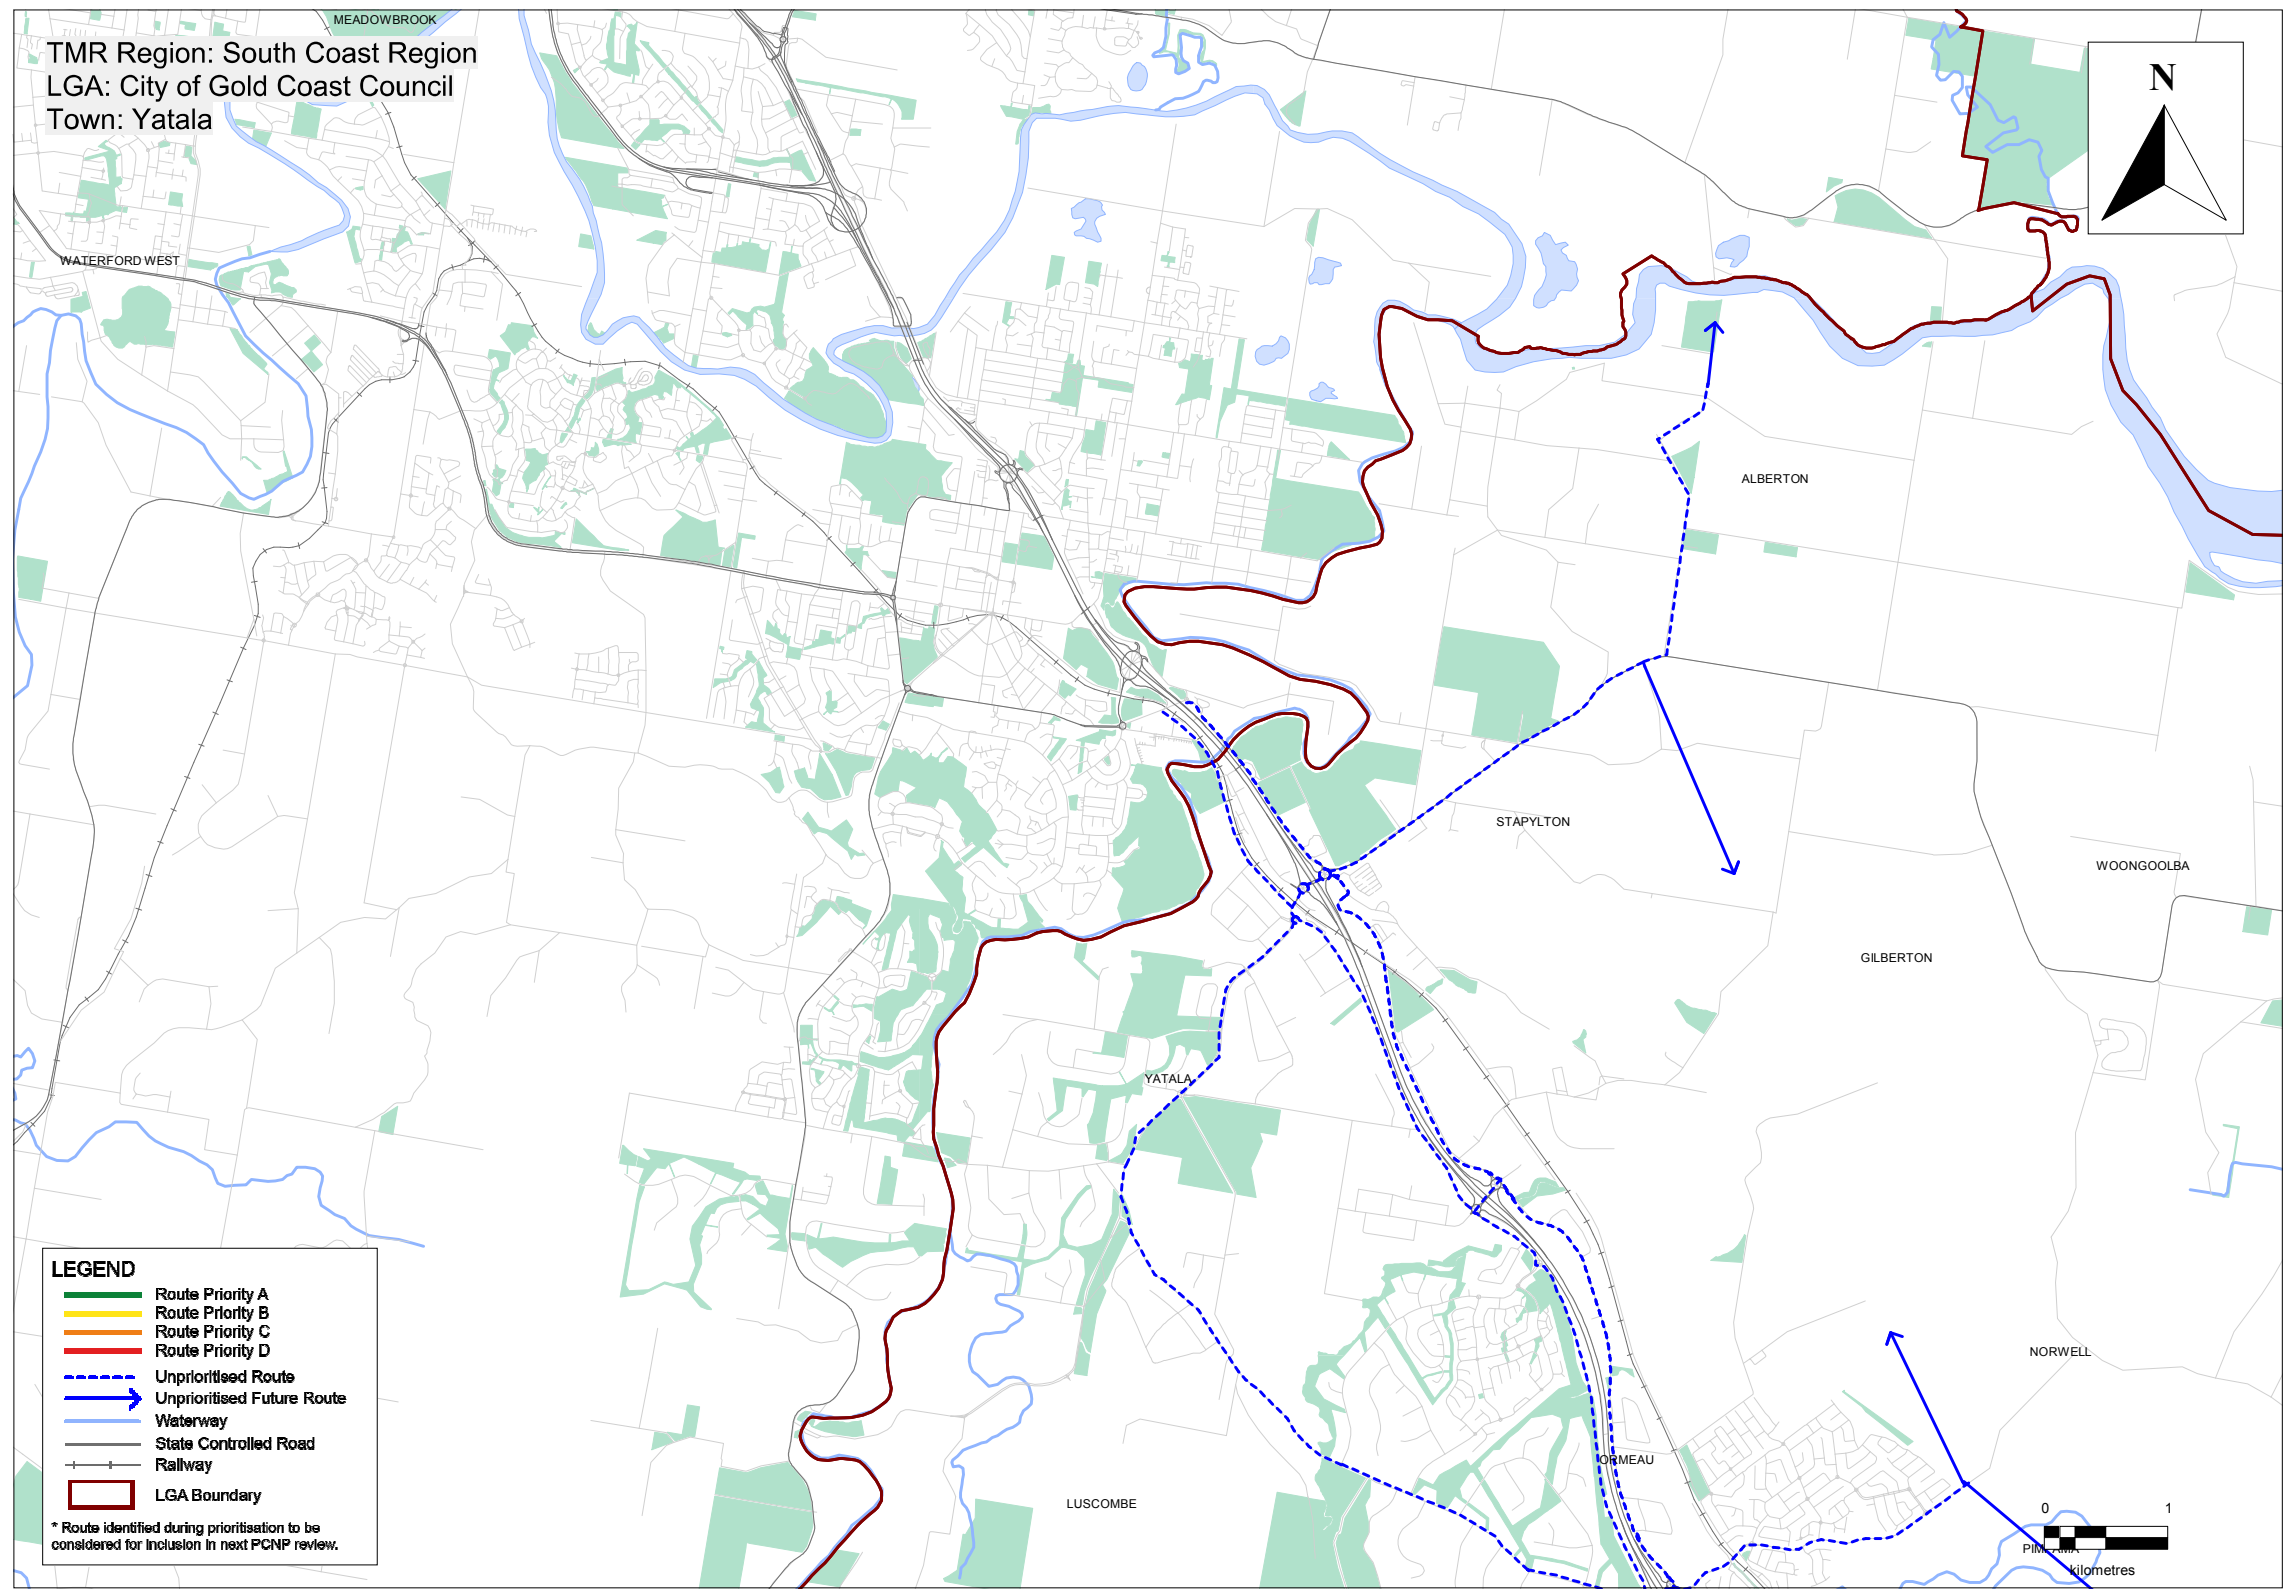 MEADOWBROOK
TMR Region: South Coast Region
LGA: City of Gold Coast Council
Town: Yatala
N
WATERFORD WEST
ALBERTON
STAPYLTON
WOONGOOLBA
GILBERTON
YATALA
NORWELL
ORMEAU
LUSCOMBE
PIMPAMA
0 1
kilometres
LEGEND
Route Priority A
Route Priority B
Route Priority C
Route Priority D
Unprioritised Route
Unprioritised Future Route
Waterway
State Controlled Road
Railway
LGA Boundary
* Route identified during prioritisation to be
considered for inclusion in next PCNP review.